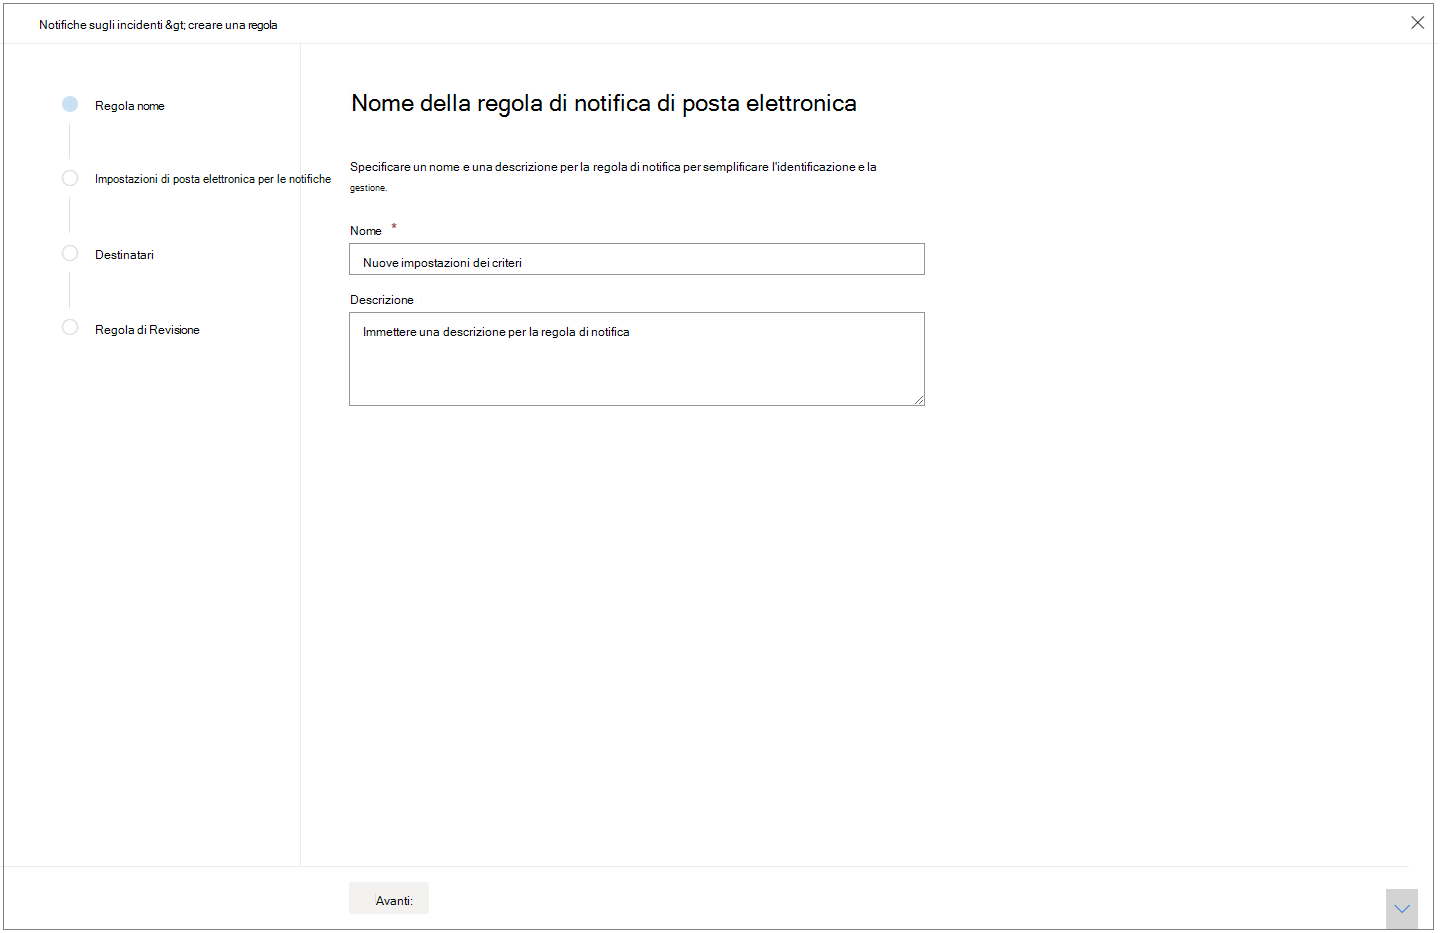 Notifiche sugli incidenti &gt; creare una regola
Regola nome
Impostazioni di posta elettronica per le notifiche
Destinatari
Regola di Revisione
Nome della regola di notifica di posta elettronica
Specificare un nome e una descrizione per la regola di notifica per semplificare l'identificazione e la
gestione.
Nome *
Nuove impostazioni dei criteri
Descrizione
Immettere una descrizione per la regola di notifica
Avanti: